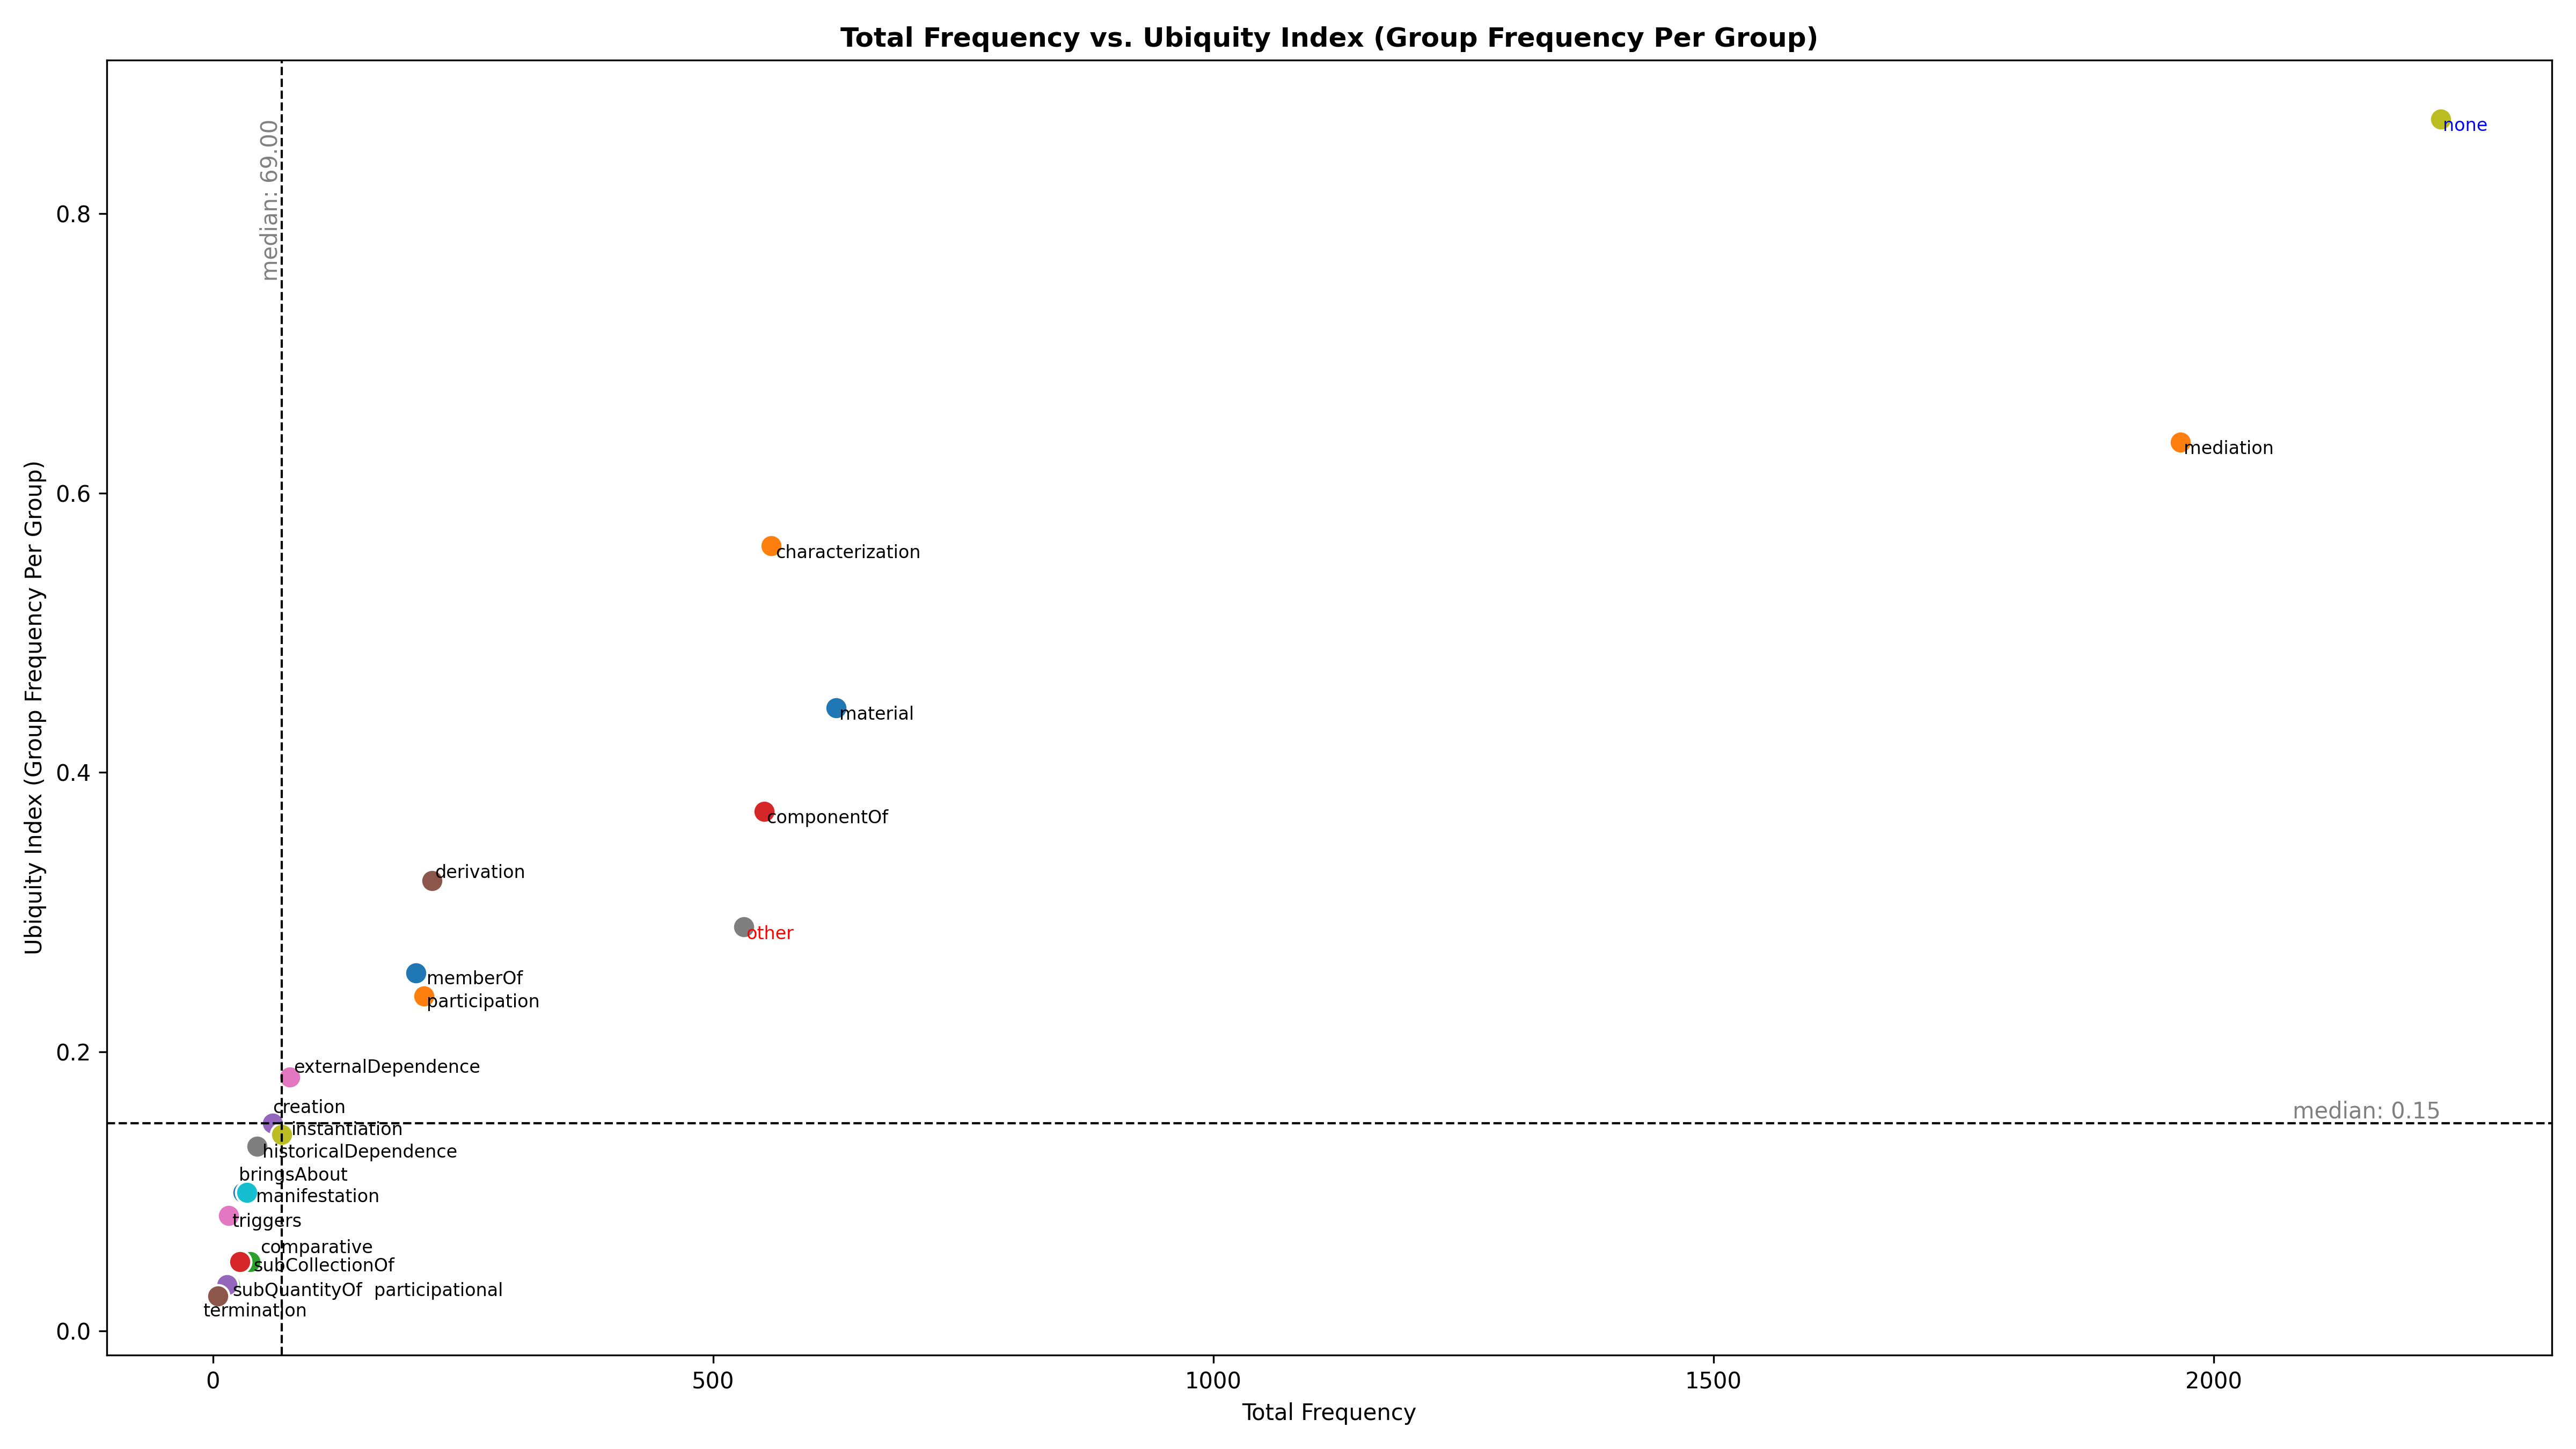 Total Frequency vs. Ubiquity Index (Group Frequency Per Group)
Ubiquity Index (Group Frequency Per Group)
0.8
0.6
0.4
0.2
0.0
median: 69.00
none
mediation
characterization
material
componentOf
derivation
other
memberOf
participation
externalDependence
creation
median: 0.15
instantiation
historicalDependence
bringsAbout
manifestation
triggers
comparative
subCollectionOf
subQuantityOf participational
termination
0 500 1000 1500 2000
Total Frequency